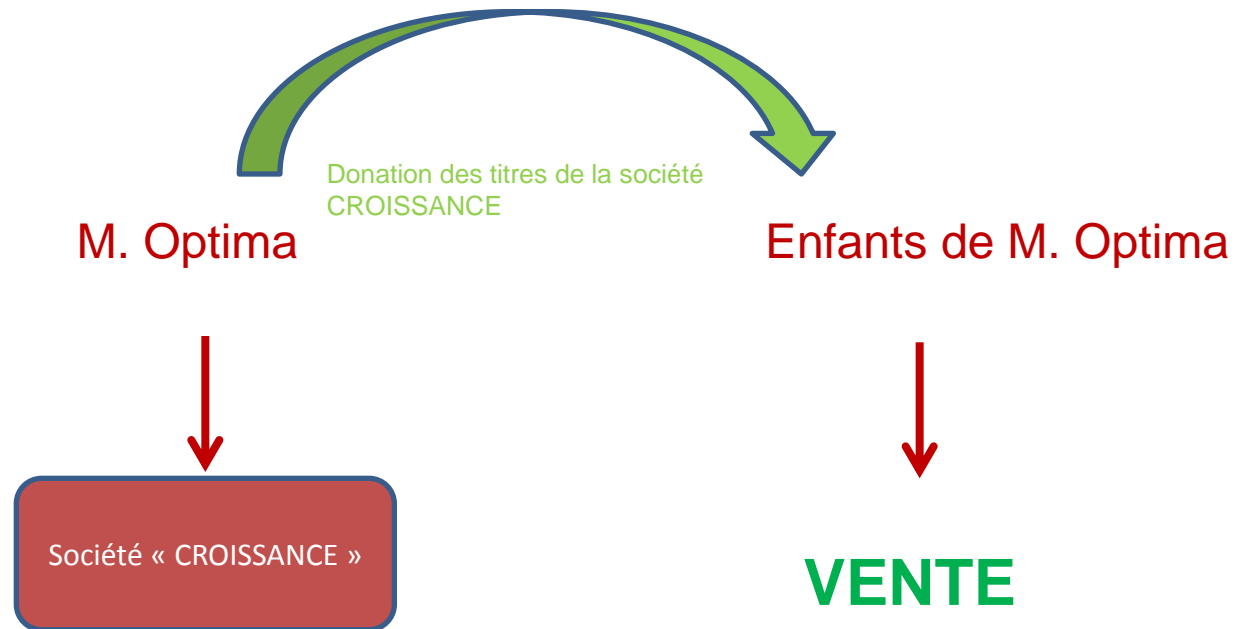 Donation des titres de la société
CROISSANCE
M. Optima
Enfants de M. Optima
Société « CROISSANCE »
VENTE